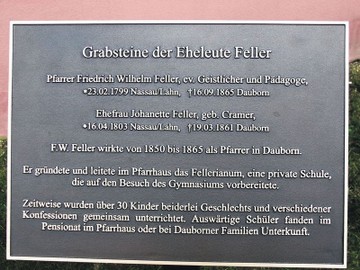 Grabsteine der Eheleute Feller
Pfarrer Friedrich Wilhelm Feller, ev. Geistlicher und Pädagoge,
*23.02.1799 Nassau/Lahn, †16.09.1865 Dauborn
Ehefrau Johanette Feller, geb. Cramer,
*16.04.1803 Nassau/Lahn, †19.03.1861 Dauborn
F.W. Feller wirkte von 1850 bis 1865 als Pfarrer in Dauborn.
Er gründete und leitete im Pfarrhaus das Fellerianum, eine private Schule,
die auf den Besuch des Gymnasiums vorbereitete.
Zeitweise wurden über 30 Kinder beiderlei Geschlechts und verschiedener
Konfessionen gemeinsam unterrichtet. Auswärtige Schüler fanden im
Pensionat im Pfarrhaus oder bei Dauborner Familien Unterkunft.